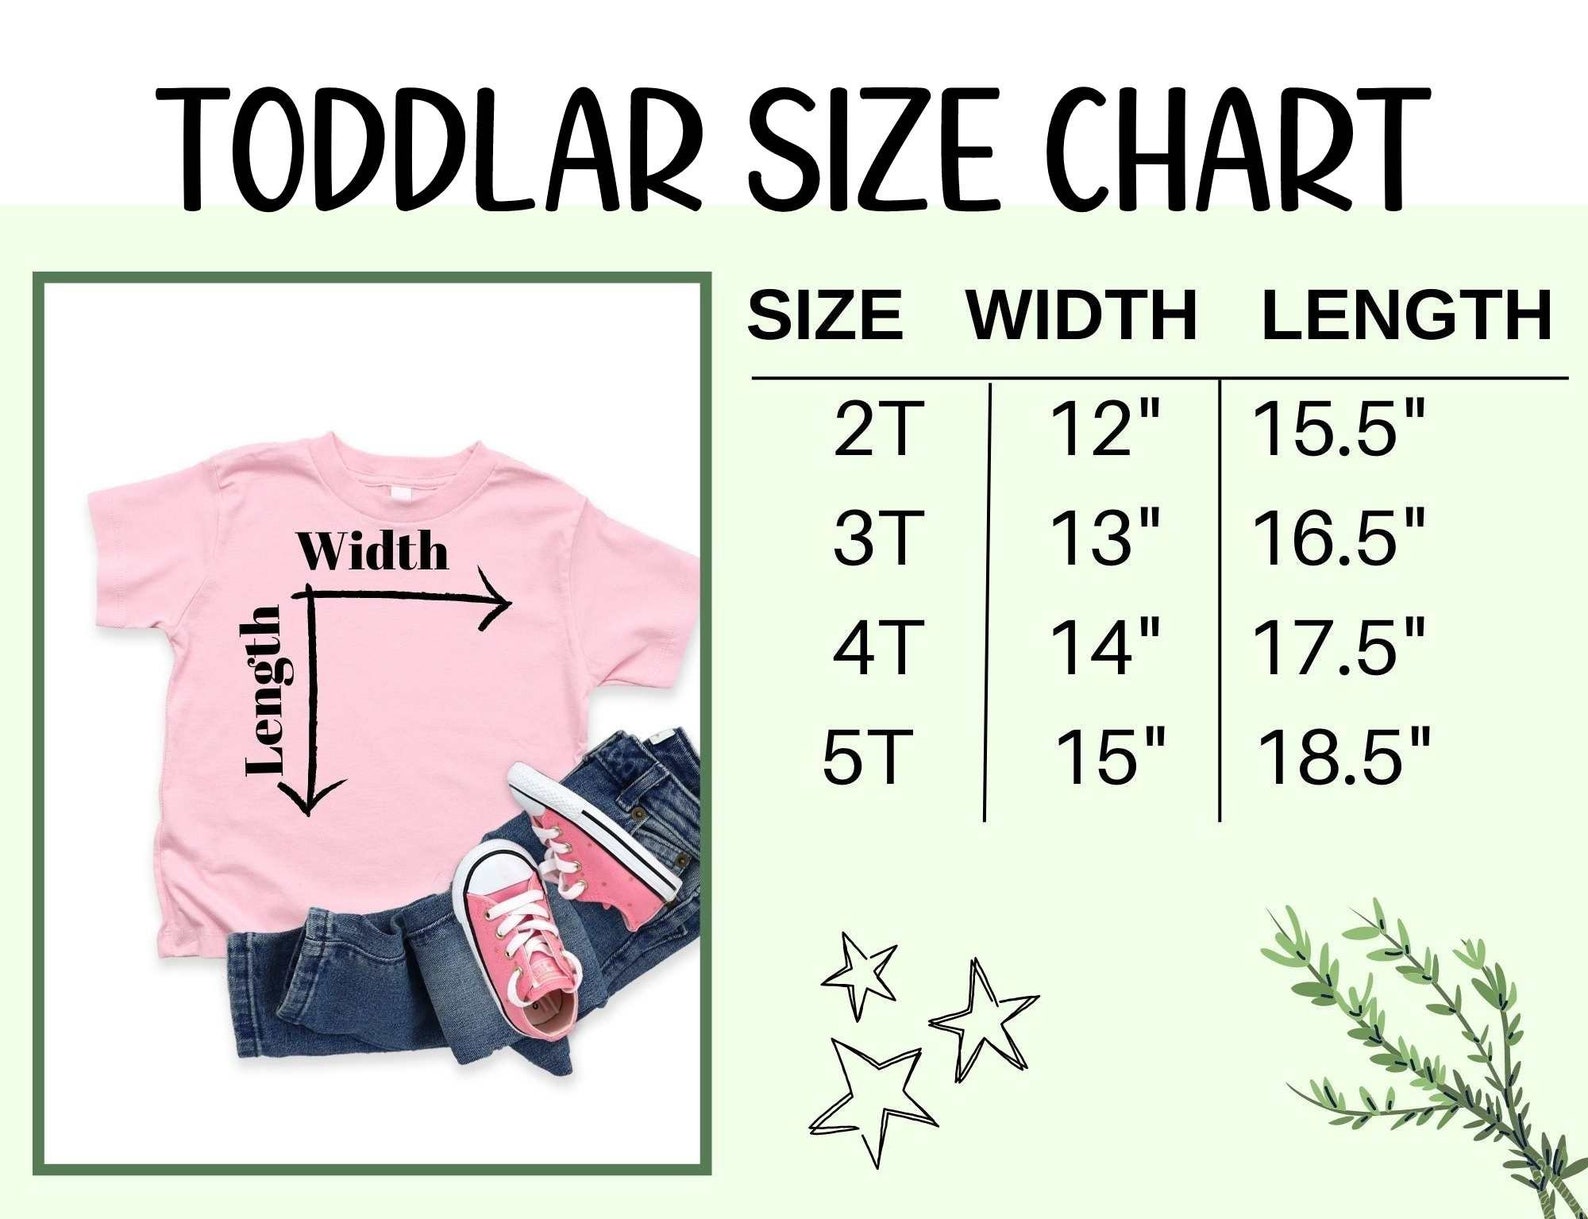 TODDLAR SIZE CHART
Width
Length
SIZE WIDTH LENGTH
2T 12" 15.5"
3T 13" 16.5"
4T 14" 17.5"
5T 15" 18.5"